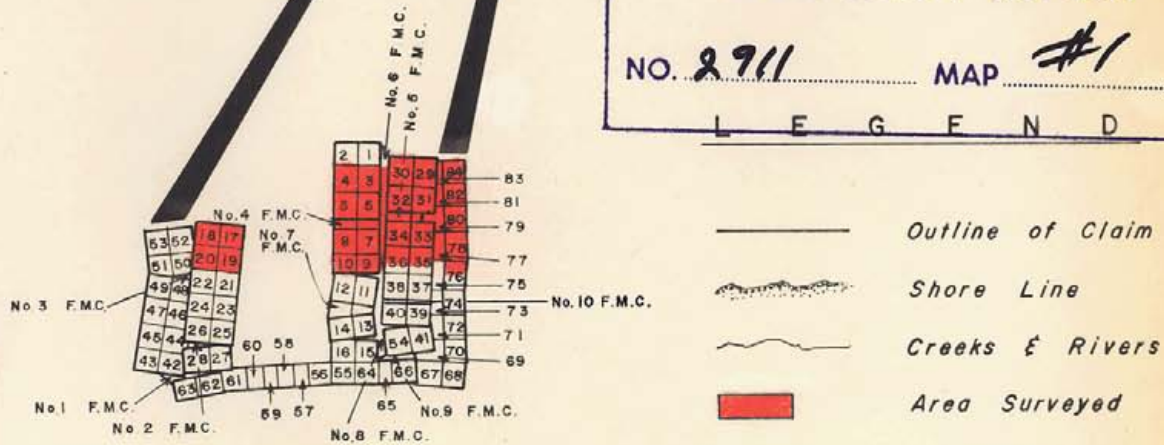 No. 6 F.M.C.
No. 5 F.M.C.
NO. 2911 MAP #1
LEGEND
Outline of Claim
Shore Line
Creeks & Rivers
Area Surveyed
2 1
4 3
5
8 7
10 9
12 11
14 13
16 15
30 29
32 31
34 33
36 35
38 37
40 39
54 41
84
82
80
78
76
74
72
70
83
81
79
77
75
73
71
69
No. 4 F.M.C.
No. 7 F.M.C.
No. 10 F.M.C.
53 52
51 50
49 48
47 46
45 44
43 42
18 17
20 19
22 21
24 23
26 25
28 27
No 3 F.M.C.
60 58
63 62 61 56 55 64 66 67 68
59 57 65
No. 1 F.M.C.
No. 2 F.M.C.
No. 8 F.M.C.
No. 9 F.M.C.